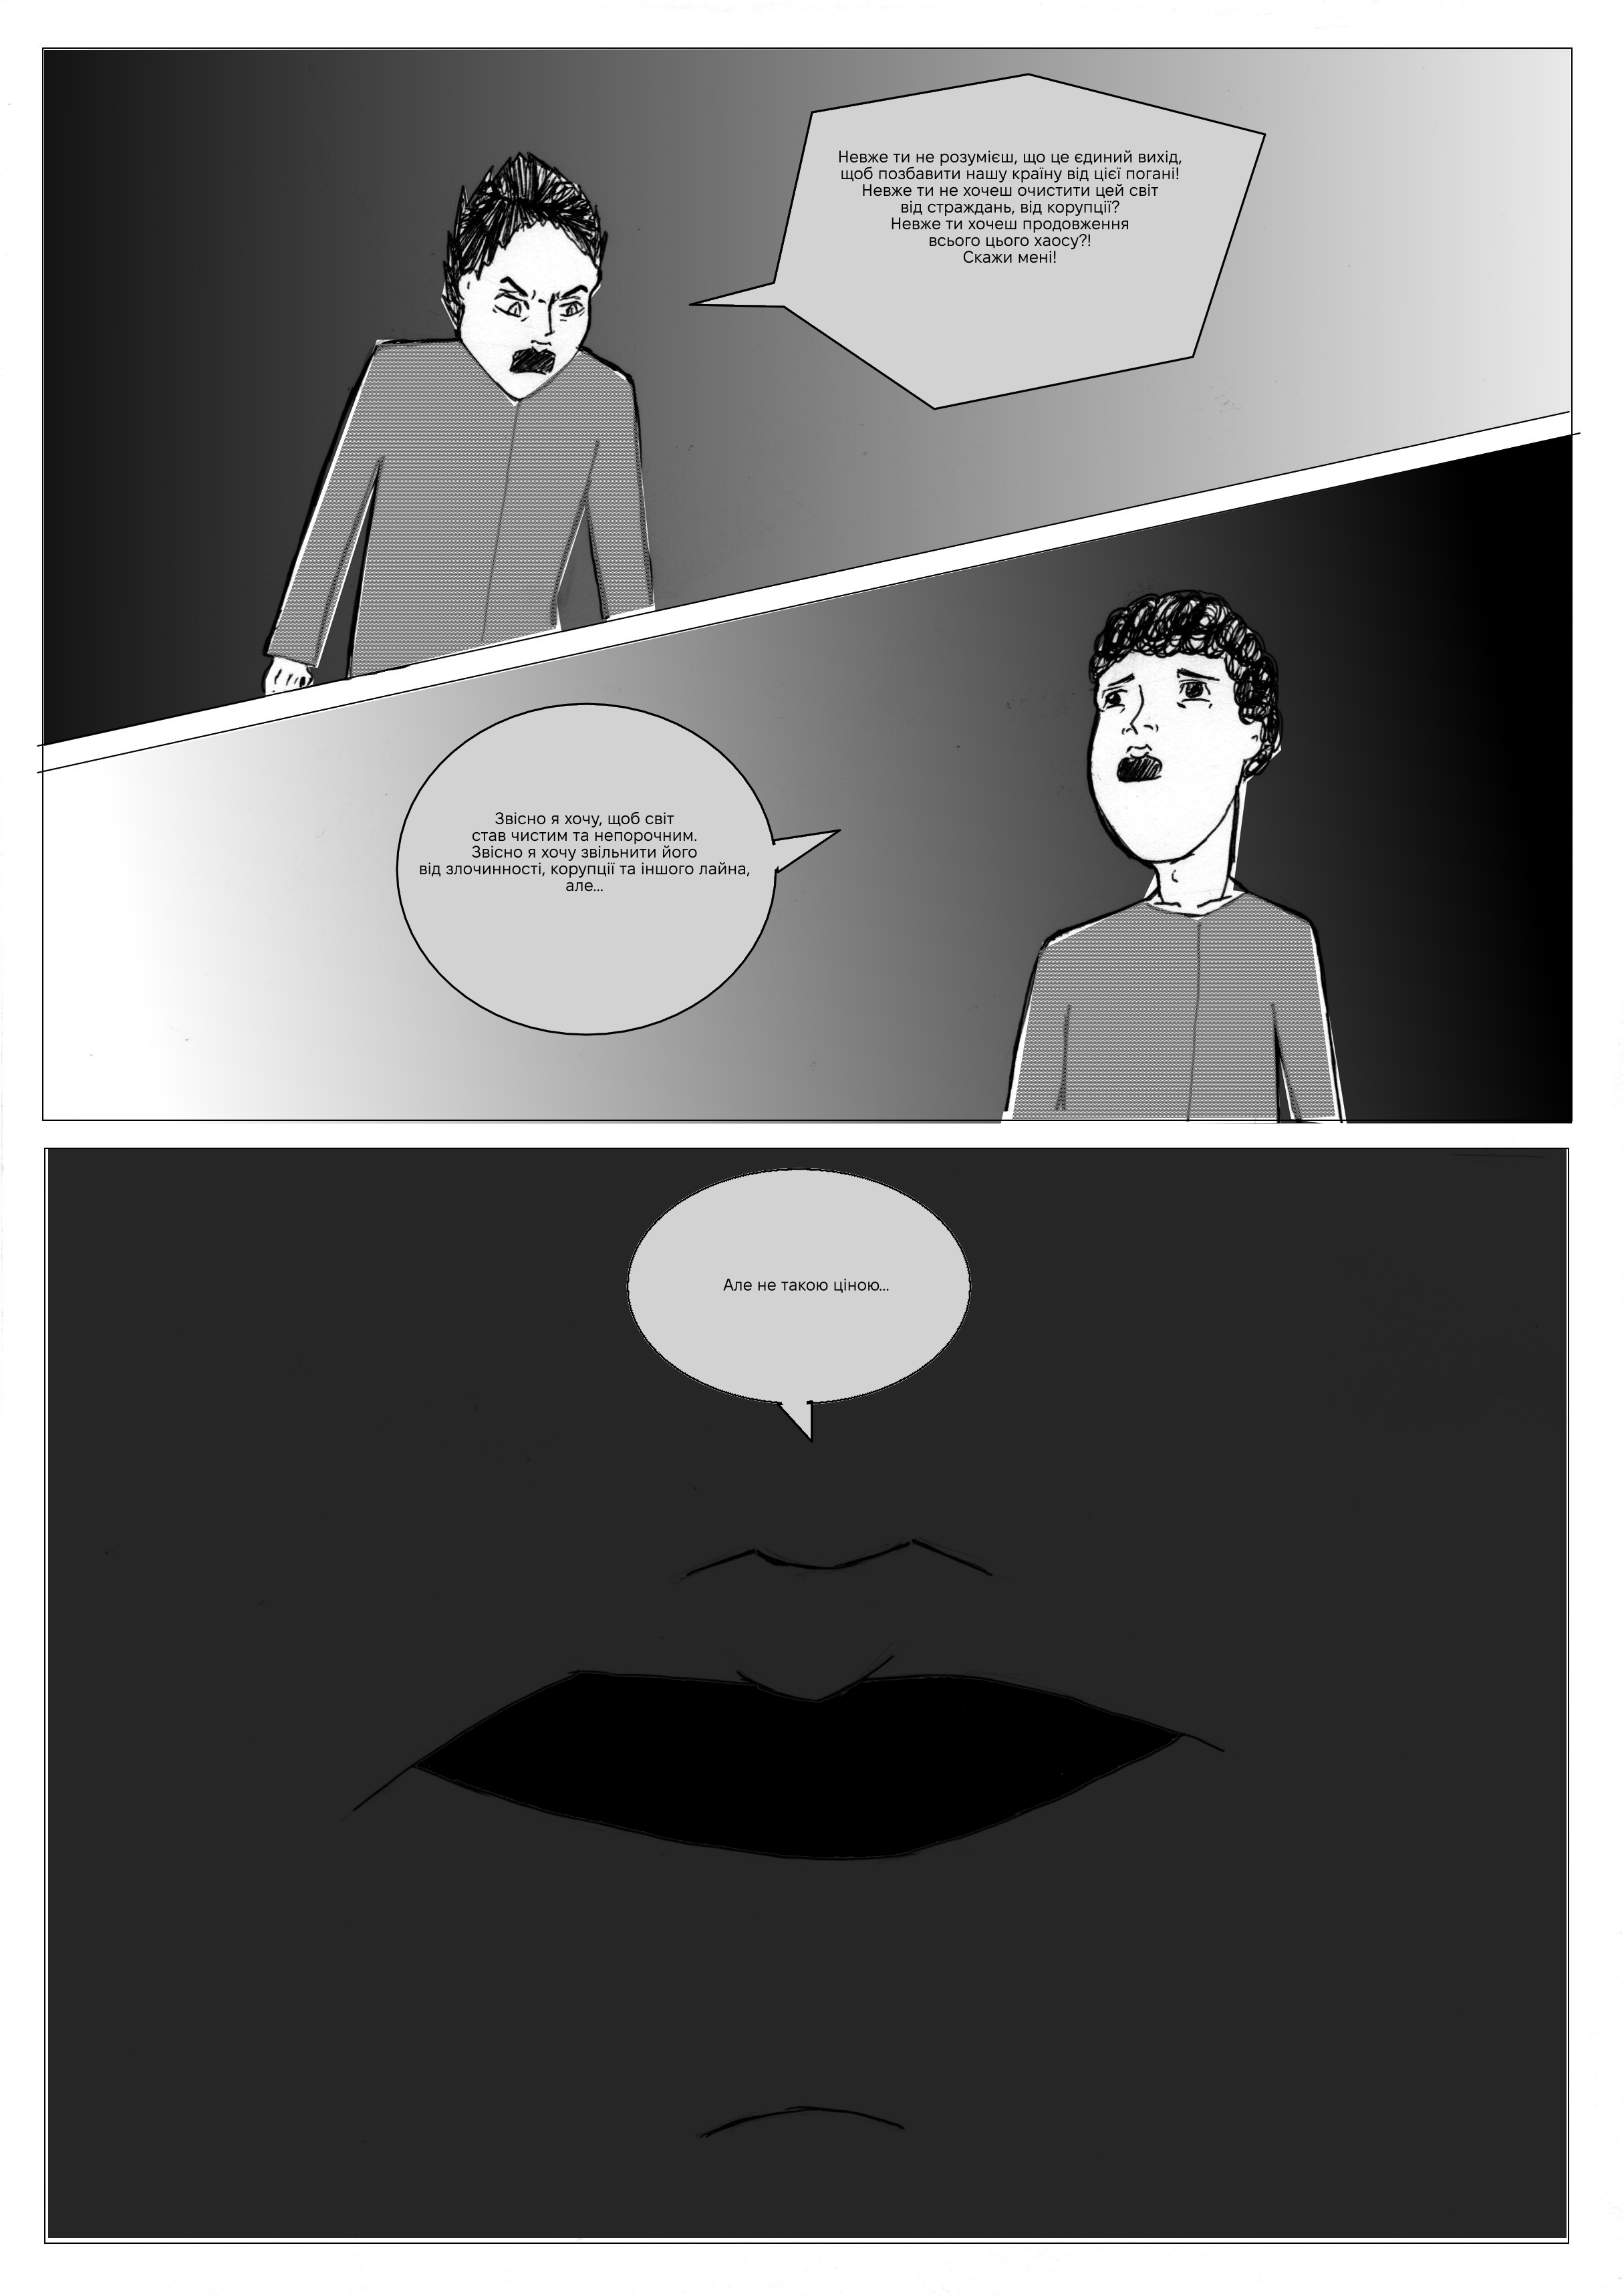 Невже ти не розумієш, що це єдиний вихід,
щоб позбавити нашу країну від цієї погані!
Невже ти не хочеш очистити цей світ
від страждань, від корупції?
Невже ти хочеш продовження
всього цього хаосу?!
Скажи мені!
Звісно я хочу, щоб світ
став чистим та непорочним.
Звісно я хочу звільнити його
від злочинності, корупції та іншого лайна,
але...
Але не такою ціною...